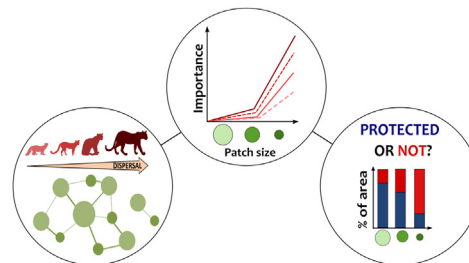 DISPERSAL
Importance
Patch size
PROTECTED
OR NOT?
% of area